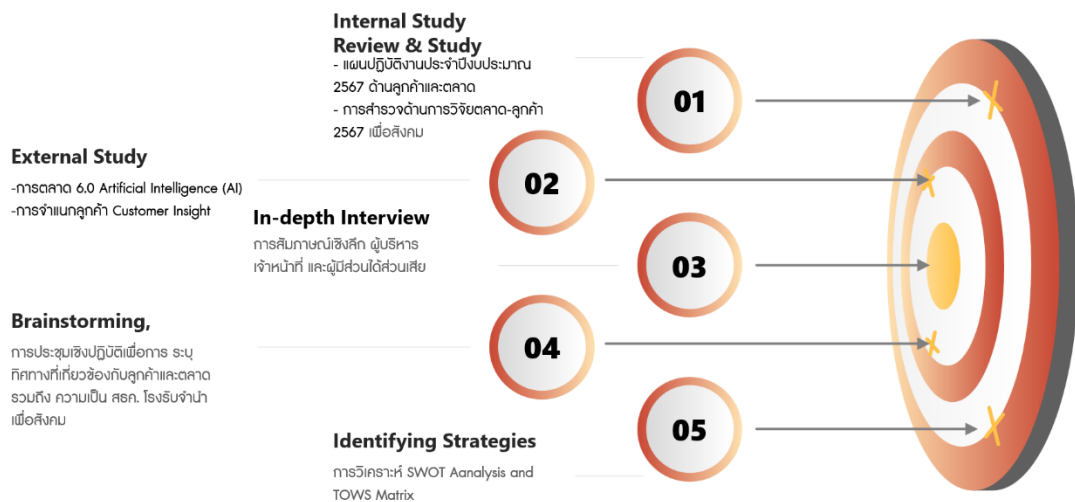 Internal Study
Review & Study
- แผนปฏิบัติงานประจำปีงบประมาณ
2567 ด้านลูกค้าและตลาด
- การสำรวจด้านการวิจัยตลาด-ลูกค้า
2567 เพื่อสังคม
01
External Study
-การตลาด 6.0 Artificial Intelligence (AI)
-การจำแนกลูกค้า Customer Insight
02
In-depth Interview
การสัมภาษณ์เชิงลึก ผู้บริหาร
เจ้าหน้าที่ และผู้มีส่วนได้ส่วนเสีย
03
Brainstorming,
การประชุมเชิงปฏิบัติเพื่อการ ระบุ
ทิศทางที่เกี่ยวข้องกับลูกค้าและตลาด
รวมถึง ความเป็น สธค. โรงรับจำนำ
เพื่อสังคม
04
Identifying Strategies
การวิเคราะห์ SWOT Aanalysis and
TOWS Matrix
05